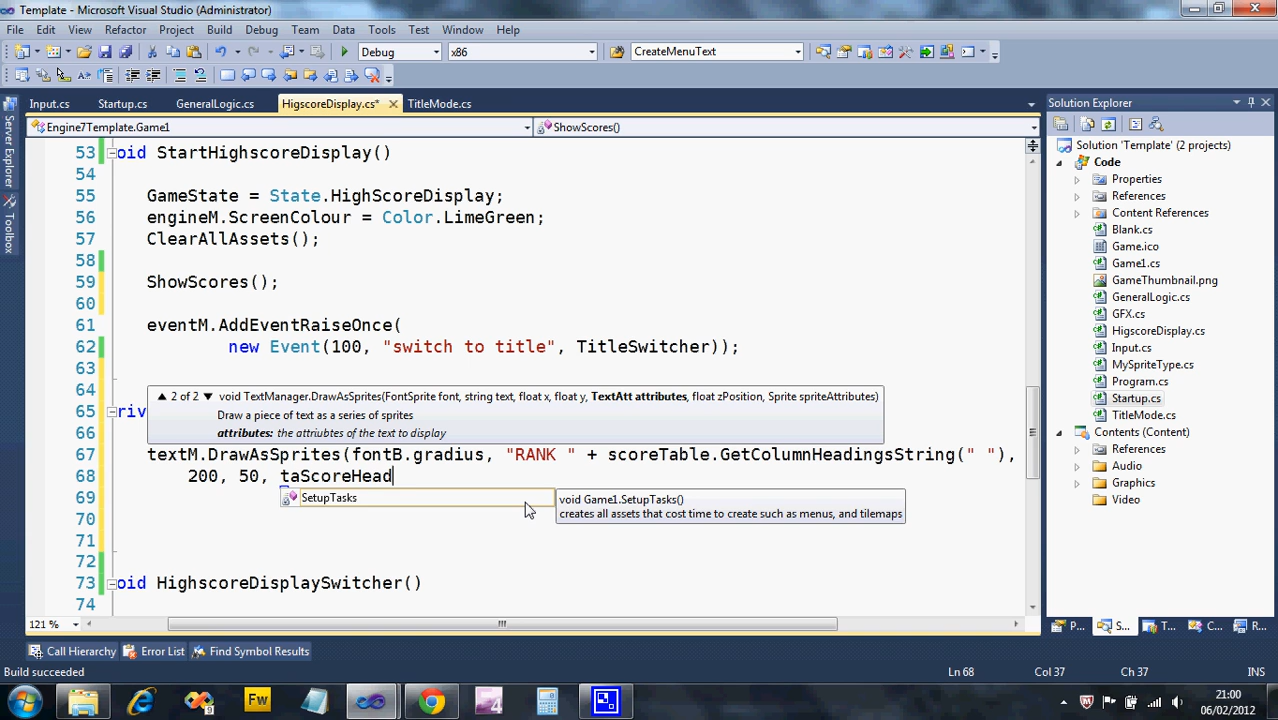 Template - Microsoft Visual Studio (Administrator)
File Edit View Refactor Project Build Debug Team Data Tools Test Window Help
Debug x86 CreateMenuText
Input.cs Startup.cs GeneralLogic.cs HigscoreDisplay.cs* TitleMode.cs
Engine7Template.Game1 ShowScores()
Server Explorer
Toolbox
53 oid StartHighscoreDisplay()
54
55 GameState = State.HighScoreDisplay;
56 engineM.ScreenColour = Color.LimeGreen;
57 ClearAllAssets();
58
59 ShowScores();
60
61 eventM.AddEventRaiseOnce(
62 new Event(100, "switch to title", TitleSwitcher));
63
64
2 of 2 void TextManager.DrawAsSprites(FontSprite font, string text, float x, float y, TextAtt attributes, float zPosition, Sprite spriteAttributes)
Draw a piece of text as a series of sprites
attributes: the attriubtes of the text to display
65 riv
66
67 textM.DrawAsSprites(fontB.gradius, "RANK " + scoreTable.GetColumnHeadingsString(" "),
68 200, 50, taScoreHead
69
SetupTasks
void Game1.SetupTasks()
creates all assets that cost time to create such as menus, and tilemaps
70
71
72
73 oid HighscoreDisplaySwitcher()
74
121 %
Solution Explorer
Solution 'Template' (2 projects)
Code
Properties
References
Content References
Blank.cs
Game.ico
Game1.cs
GameThumbnail.png
GeneralLogic.cs
GFX.cs
HigscoreDisplay.cs
Input.cs
MySpriteType.cs
Program.cs
Startup.cs
TitleMode.cs
Contents (Content)
References
Audio
Graphics
Video
P... S... T... C... R...
Call Hierarchy Error List Find Symbol Results
Build succeeded Ln 68 Col 37 Ch 37 INS
Fw 4
21:00
06/02/2012